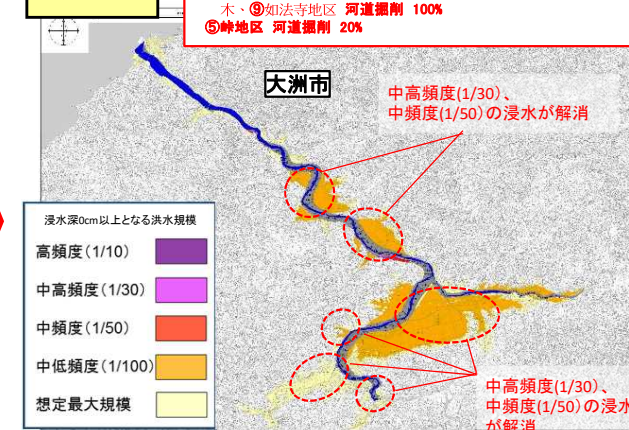 木、⑨如法寺地区 河道掘削 100%
⑤峠地区 河道掘削 20%
大洲市
中高頻度(1/30)、
中頻度(1/50)の浸水が解消
浸水深0cm以上となる洪水規模
高頻度(1/10)
中高頻度(1/30)
中頻度(1/50)
中低頻度(1/100)
想定最大規模
中高頻度(1/30)、
中頻度(1/50)の浸水
が解消